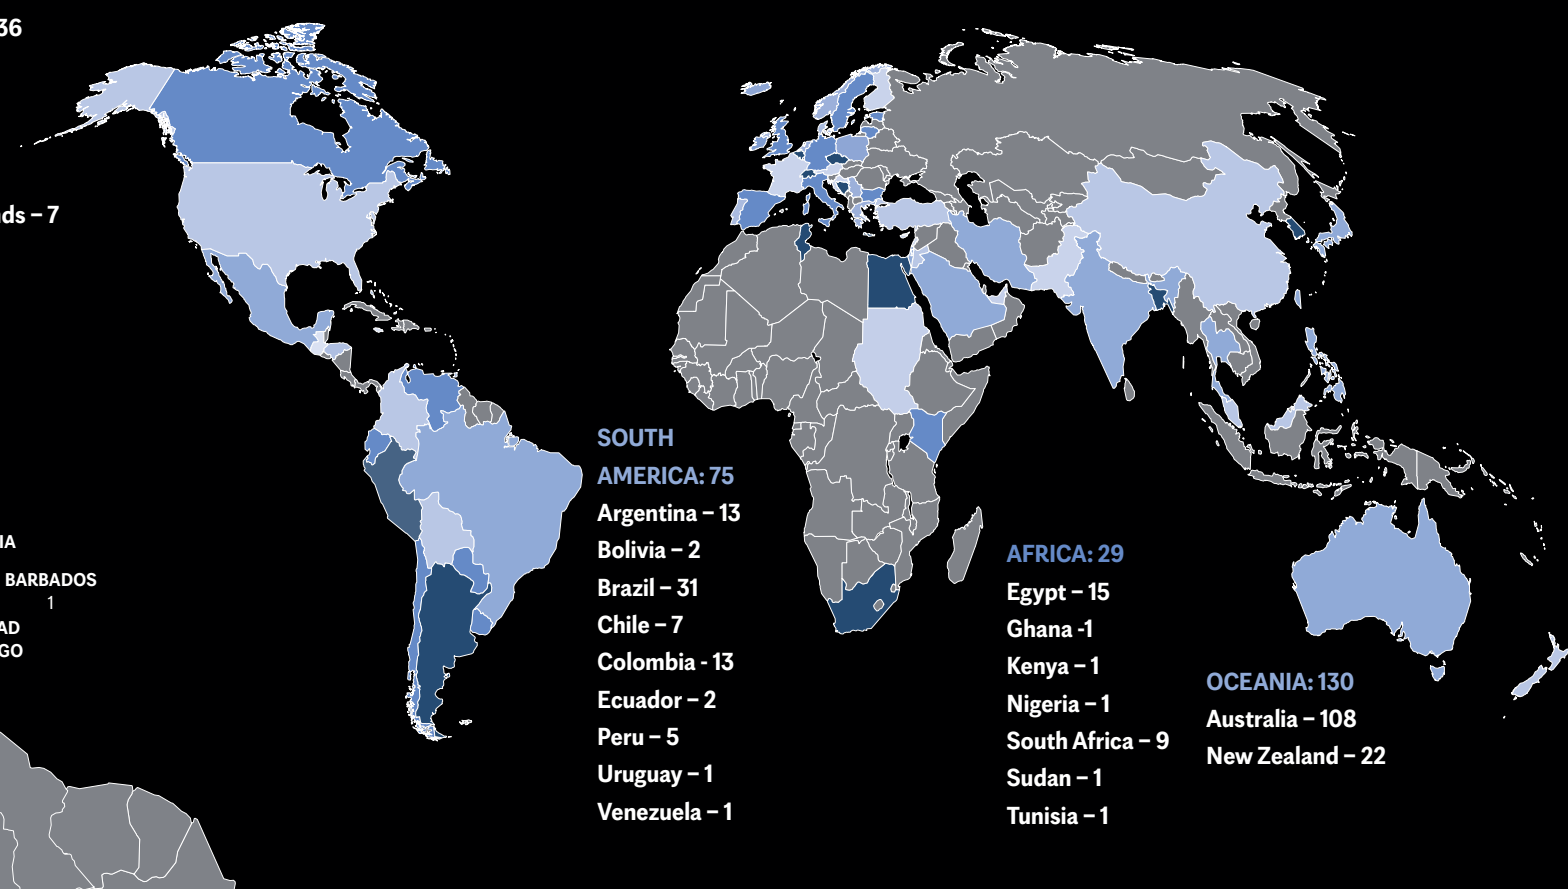 36
ds – 7
IA
BARBADOS
1
AD
GO
SOUTH
AMERICA: 75
Argentina – 13
Bolivia – 2
Brazil – 31
Chile – 7
Colombia - 13
Ecuador – 2
Peru – 5
Uruguay – 1
Venezuela – 1
AFRICA: 29
Egypt – 15
Ghana -1
Kenya – 1
Nigeria – 1
South Africa – 9
Sudan – 1
Tunisia – 1
OCEANIA: 130
Australia – 108
New Zealand – 22